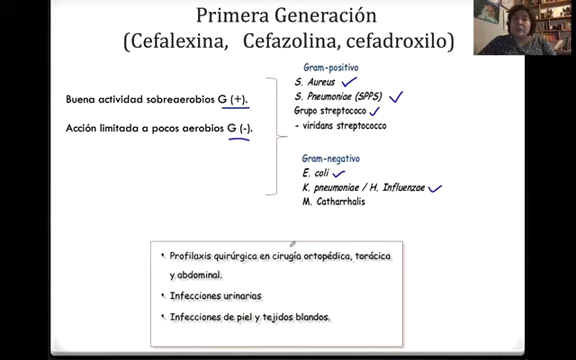 Primera Generación
(Cefalexina, Cefazolina, cefadroxilo)
Buena actividad sobreaerobios G (+).
Acción limitada a pocos aerobios G (-).
Gram-positivo
S. Aureus
S. Pneumoniae (SPPS)
Grupo streptococo
- viridans streptococco
Gram-negativo
E. coli
K. pneumoniae / H. Influenzae
M. Catharrhalis
• Profilaxis quirúrgica en cirugía ortopédica, torácica
y abdominal.
• Infecciones urinarias
• Infecciones de piel y tejidos blandos.